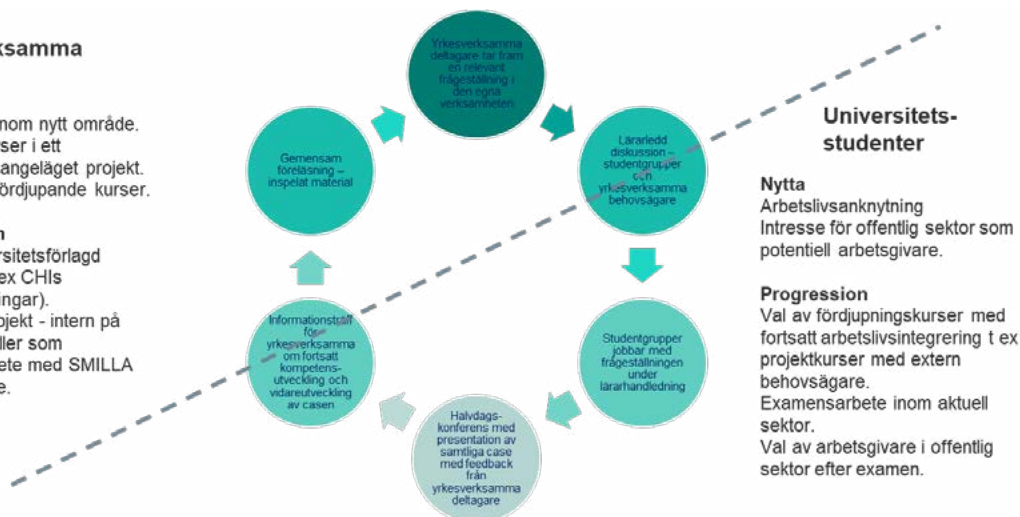 ksamma
nom nytt område.
ser i ett
angeläget projekt.
ördjupande kurser.
n
rsitetsförlagd
ex CHIs
ingar).
ojekt - intern på
ller som
ete med SMILLA
e.
Yrkesverksamma
deltagare tar fram
en relevant
frågeställning i
den egna
verksamheten
Lärarledd
diskussion –
studentgrupper
och
yrkesverksamma
behovsägare
Studentgrupper
jobbar med
frågeställningen
under
lärarhandledning
Halvdags-
konferens med
presentation av
samtliga case
med feedback
från
yrkesverksamma
deltagare
Informationsträff
för
yrkesverksamma
om fortsatt
kompetens-
utveckling och
vidareutveckling
av casen
Gemensam
föreläsning –
inspelat material
Universitets-
studenter
Nytta
Arbetslivsanknytning
Intresse för offentlig sektor som
potentiell arbetsgivare.
Progression
Val av fördjupningskurser med
fortsatt arbetslivsintegrering t ex
projektkurser med extern
behovsägare.
Examensarbete inom aktuell
sektor.
Val av arbetsgivare i offentlig
sektor efter examen.